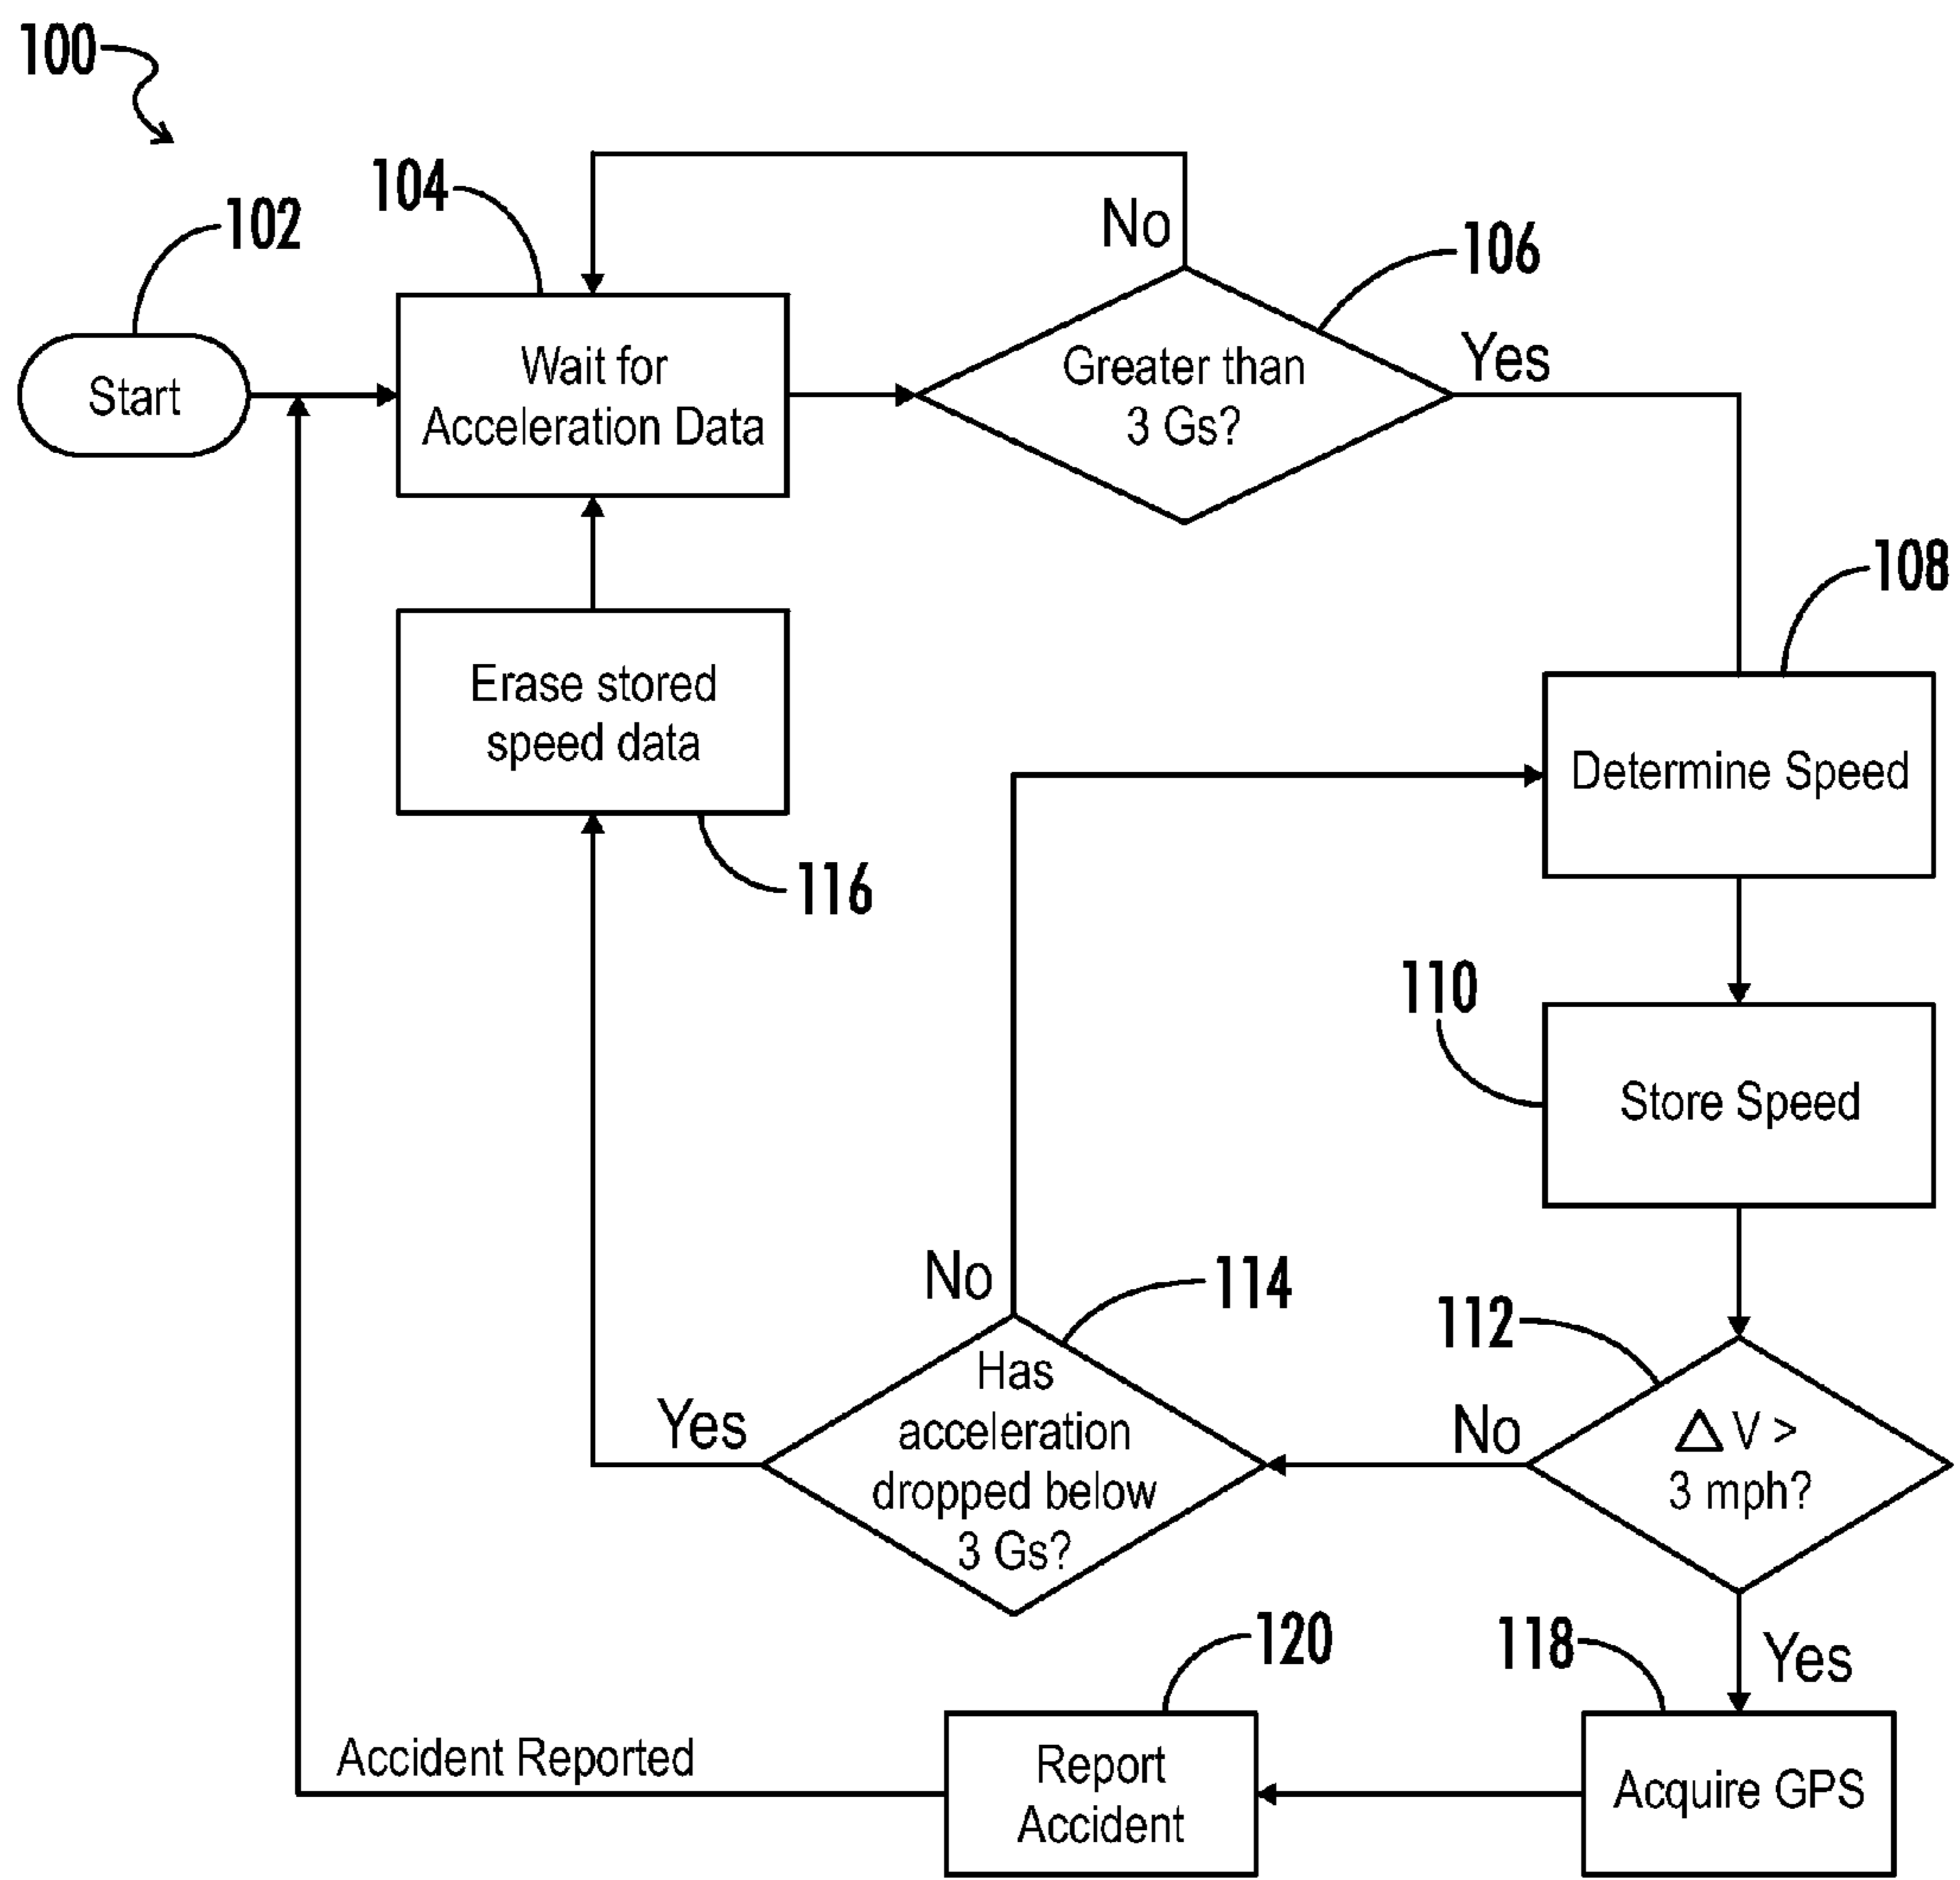 100
102
104
No
106
Start
Wait for
Acceleration Data
Greater than
3 Gs?
Yes
108
Erase stored
speed data
116
Determine Speed
110
Store Speed
No
114
112
Has
acceleration
dropped below
3 Gs?
Yes
No
△ V >
3 mph?
120
118
Yes
Accident Reported
Report
Accident
Acquire GPS